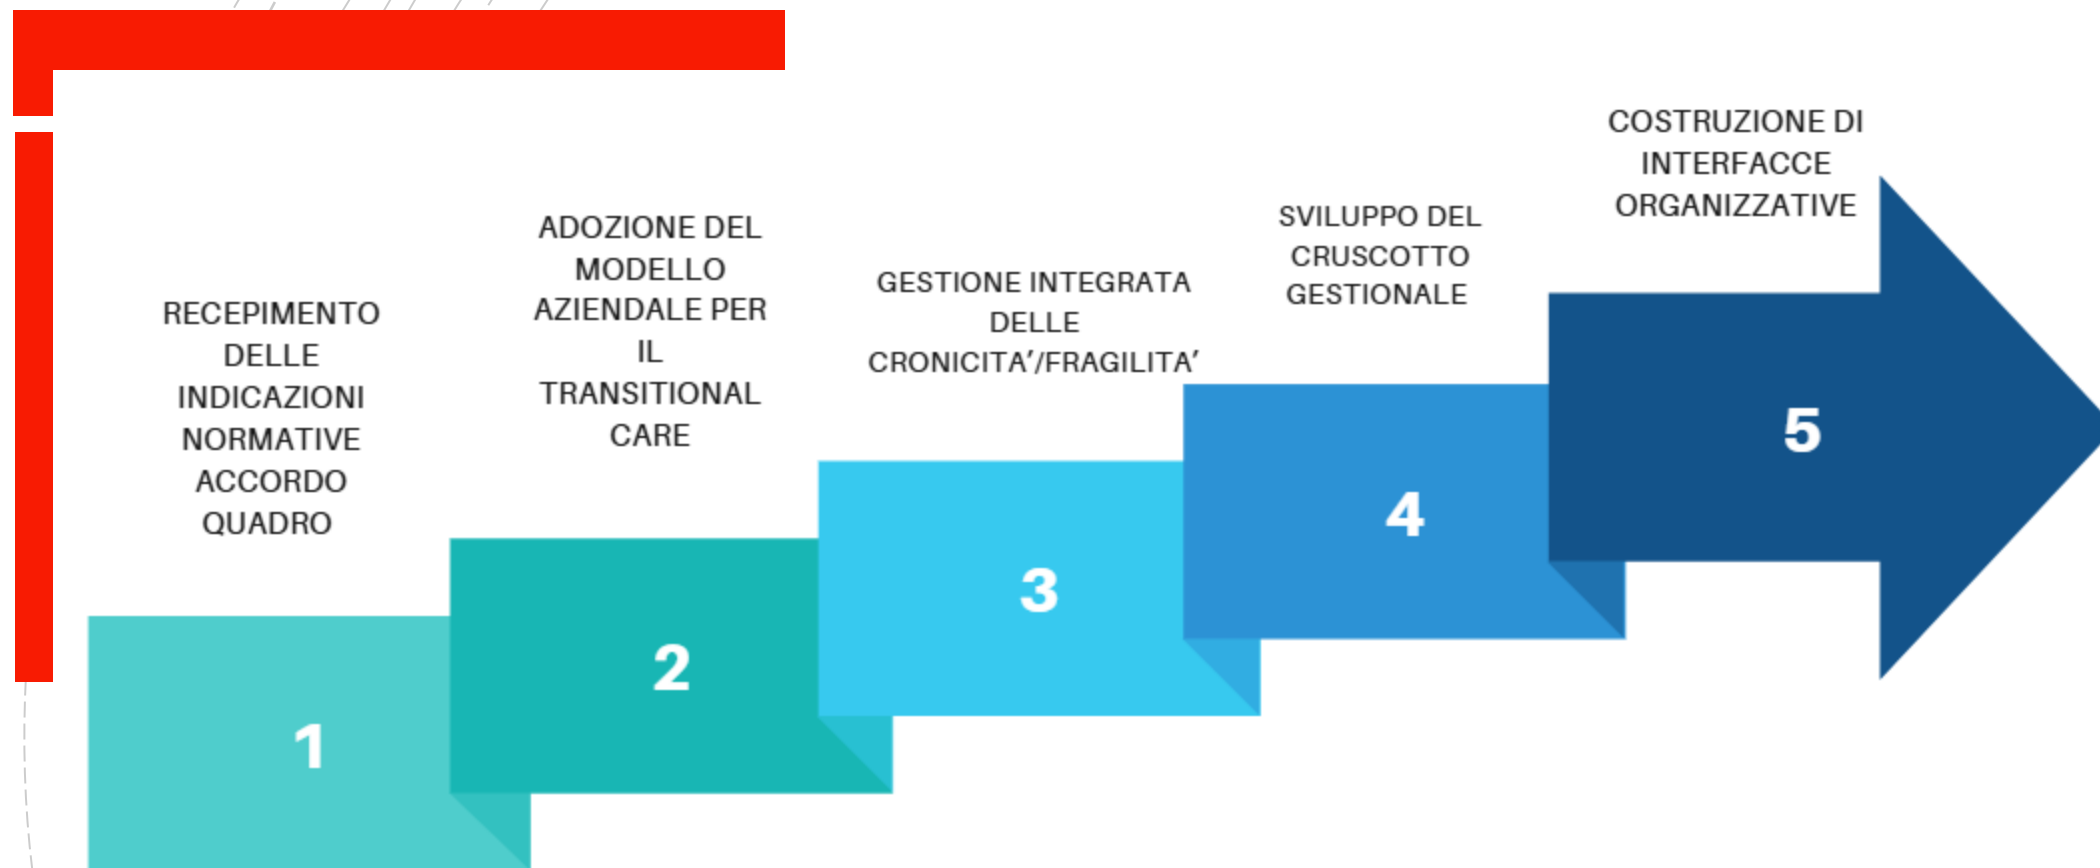 RECEPIMENTO
DELLE
INDICAZIONI
NORMATIVE
ACCORDO
QUADRO
1
ADOZIONE DEL
MODELLO
AZIENDALE PER
IL
TRANSITIONAL
CARE
2
GESTIONE INTEGRATA
DELLE
CRONICITA’/FRAGILITA’
3
SVILUPPO DEL
CRUSCOTTO
GESTIONALE
4
COSTRUZIONE DI
INTERFACCE
ORGANIZZATIVE
5